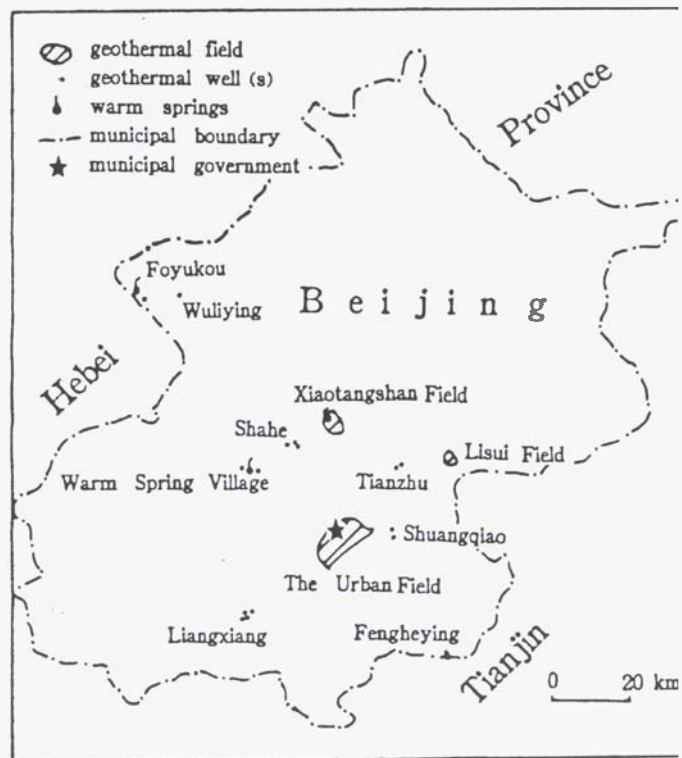 geothermal field
geothermal well (s)
warm springs
municipal boundary
municipal government
Province
Foyukou
Wuliying
Beijing
Hebei
Xiaotangshan Field
Shahe
Lisui Field
Warm Spring Village
Tianzhu
Shuangqiao
The Urban Field
Liangxiang
Fengheying
Tianjin
0 20 km